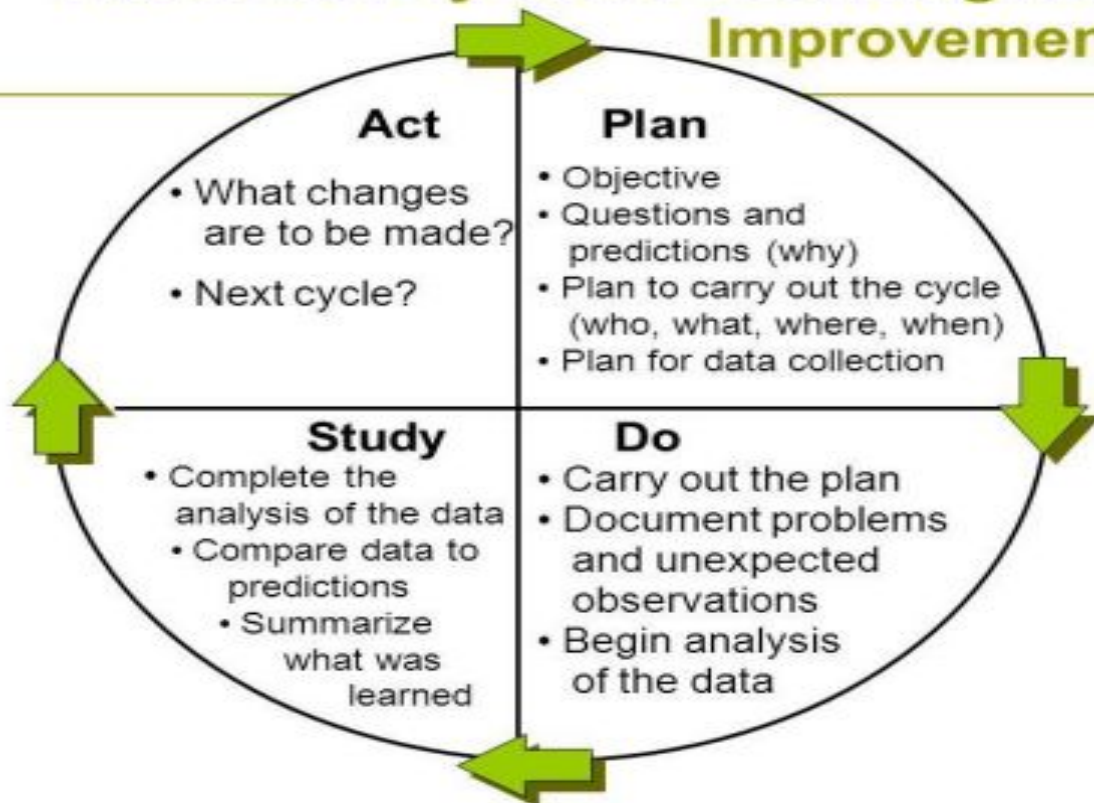 Improvemen
Act
• What changes
are to be made?
• Next cycle?
Plan
• Objective
• Questions and
predictions (why)
• Plan to carry out the cycle
(who, what, where, when)
• Plan for data collection
Study
• Complete the
analysis of the data
• Compare data to
predictions
• Summarize
what was
learned
Do
• Carry out the plan
• Document problems
and unexpected
observations
• Begin analysis
of the data